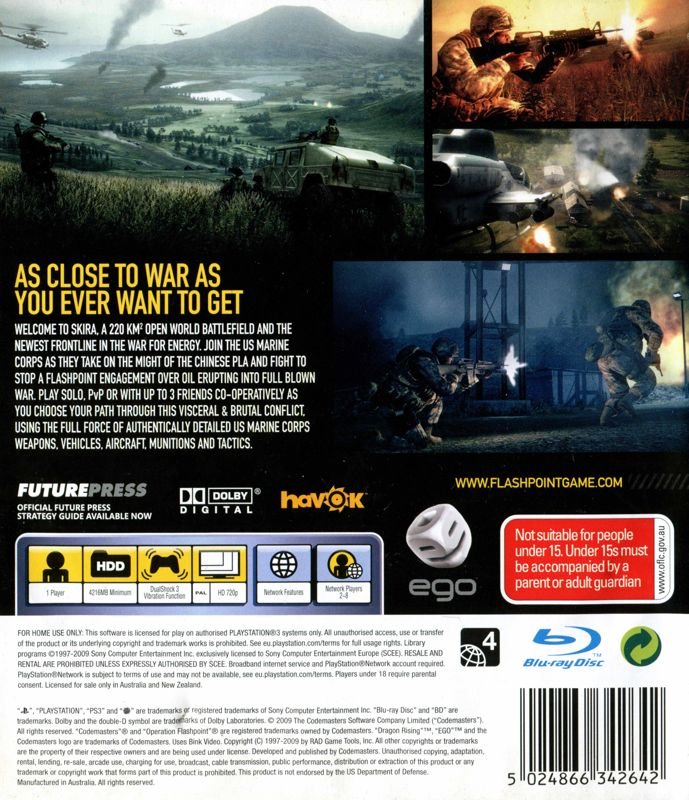 AS CLOSE TO WAR AS
YOU EVER WANT TO GET
WELCOME TO SKIRA, A 220 KM² OPEN WORLD BATTLEFIELD AND THE
NEWEST FRONTLINE IN THE WAR FOR ENERGY. JOIN THE US MARINE
CORPS AS THEY TAKE ON THE MIGHT OF THE CHINESE PLA AND FIGHT TO
STOP A FLASHPOINT ENGAGEMENT OVER OIL ERUPTING INTO FULL BLOWN
WAR. PLAY SOLO, PvP OR WITH UP TO 3 FRIENDS CO-OPERATIVELY AS
YOU CHOOSE YOUR PATH THROUGH THIS VISCERAL & BRUTAL CONFLICT,
USING THE FULL FORCE OF AUTHENTICALLY DETAILED US MARINE CORPS
WEAPONS, VEHICLES, AIRCRAFT, MUNITIONS AND TACTICS.
WWW.FLASHPOINTGAME.COM
FUTUREPRESS
OFFICIAL FUTURE PRESS
STRATEGY GUIDE AVAILABLE NOW
DOLBY®
DIGITAL
havok
ego
Not suitable for people
under 15. Under 15s must
be accompanied by a
parent or adult guardian
www.oflc.gov.au
1 Player
HDD
4216MB Minimum
DualShock 3
Vibration Function
PAL
HD 720p
Network Features
Network Players
2-8
FOR HOME USE ONLY: This software is licensed for play on authorised PLAYSTATION®3 systems only. All unauthorised access, use or transfer
of the product or its underlying copyright and trademark works is prohibited. See eu.playstation.com/terms for full usage rights. Library
programs ©1997-2009 Sony Computer Entertainment Inc. exclusively licensed to Sony Computer Entertainment Europe (SCEE). RESALE AND
RENTAL ARE PROHIBITED UNLESS EXPRESSLY AUTHORISED BY SCEE. Broadband internet service and PlayStation®Network account required.
PlayStation®Network is subject to terms of use and may not be available, see eu.playstation.com/terms. Players under 18 require parental
consent. Licensed for sale only in Australia and New Zealand.
4
Blu-ray Disc™
" ", "PLAYSTATION", "PS3" and " " are trademarks or registered trademarks of Sony Computer Entertainment Inc. "Blu-ray Disc" and "BD" are
trademarks. Dolby and the double-D symbol are trademarks of Dolby Laboratories. © 2009 The Codemasters Software Company Limited ("Codemasters").
All rights reserved. "Codemasters"® and "Operation Flashpoint"® are registered trademarks owned by Codemasters. "Dragon Rising"™, "EGO"™ and the
Codemasters logo are trademarks of Codemasters. Uses Bink Video. Copyright (C) 1997-2009 by RAD Game Tools, Inc. All other copyrights or trademarks
are the property of their respective owners and are being used under license. Developed and published by Codemasters. Unauthorised copying, adaptation,
rental, lending, re-sale, arcade use, charging for use, broadcast, cable transmission, public performance, distribution or extraction of this product or any
trademark or copyright work that forms part of this product is prohibited. This product is not endorsed by the US Department of Defense.
Manufactured in Australia. All rights reserved.
5 024866 342642